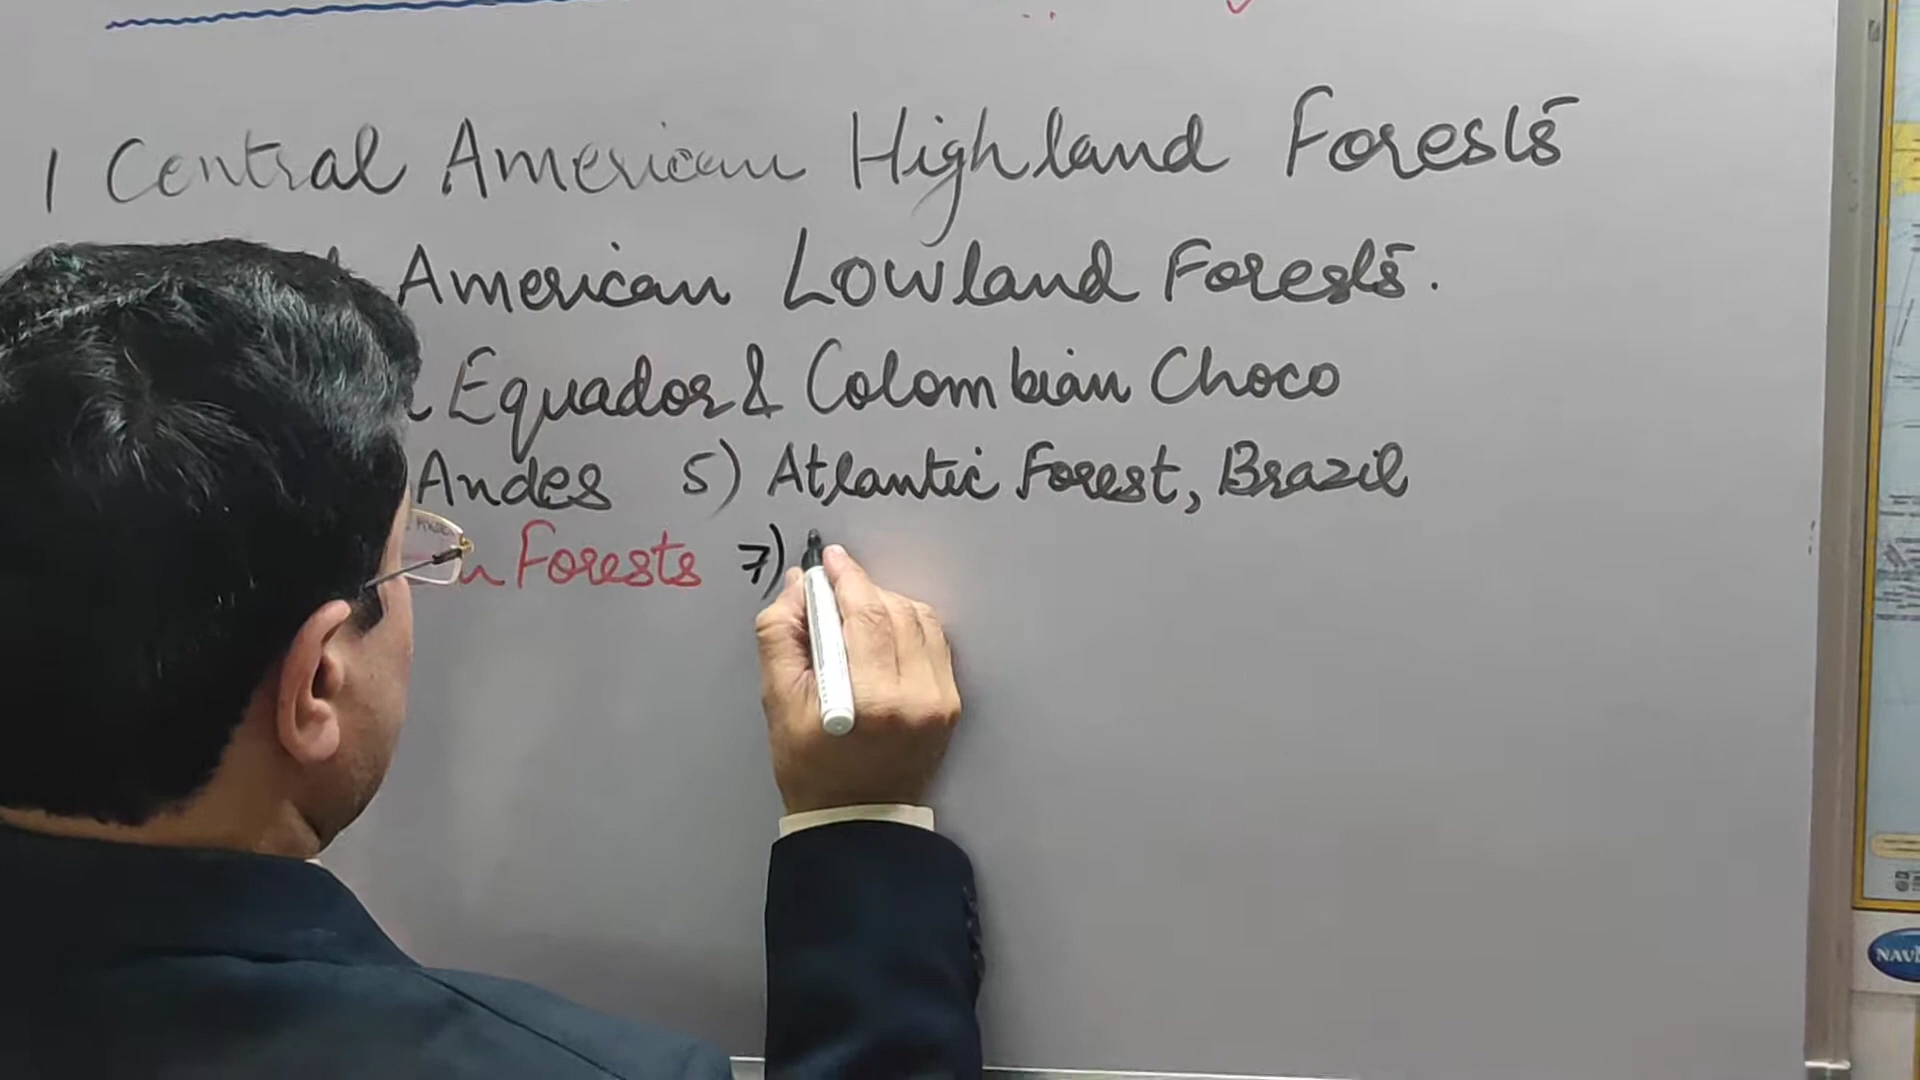 1 Central American Highland Forests
American Lowland Forests.
Equador & Colombian Choco
Andes 5) Atlantic Forest, Brazil
Forests 7)